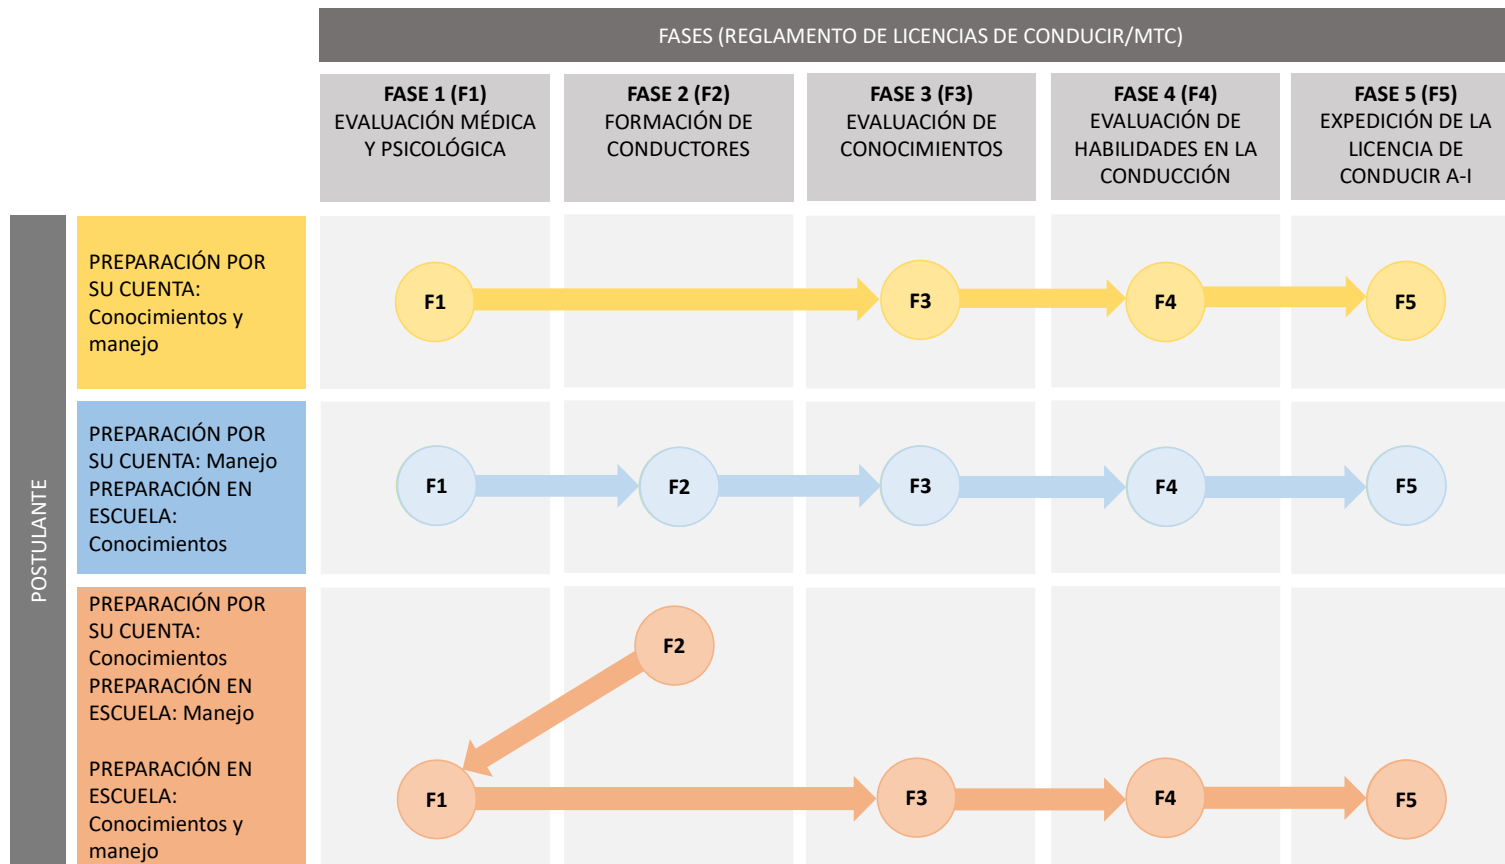 FASES (REGLAMENTO DE LICENCIAS DE CONDUCIR/MTC)
FASE 1 (F1)
EVALUACIÓN MÉDICA
Y PSICOLÓGICA
FASE 2 (F2)
FORMACIÓN DE
CONDUCTORES
FASE 3 (F3)
EVALUACIÓN DE
CONOCIMIENTOS
FASE 4 (F4)
EVALUACIÓN DE
HABILIDADES EN LA
CONDUCCIÓN
FASE 5 (F5)
EXPEDICIÓN DE LA
LICENCIA DE
CONDUCIR A-I
POSTULANTE
PREPARACIÓN POR
SU CUENTA:
Conocimientos y
manejo
F1
F3
F4
F5
PREPARACIÓN POR
SU CUENTA: Manejo
PREPARACIÓN EN
ESCUELA:
Conocimientos
F1
F2
F3
F4
F5
PREPARACIÓN POR
SU CUENTA:
Conocimientos
PREPARACIÓN EN
ESCUELA: Manejo
PREPARACIÓN EN
ESCUELA:
Conocimientos y
manejo
F2
F1
F3
F4
F5